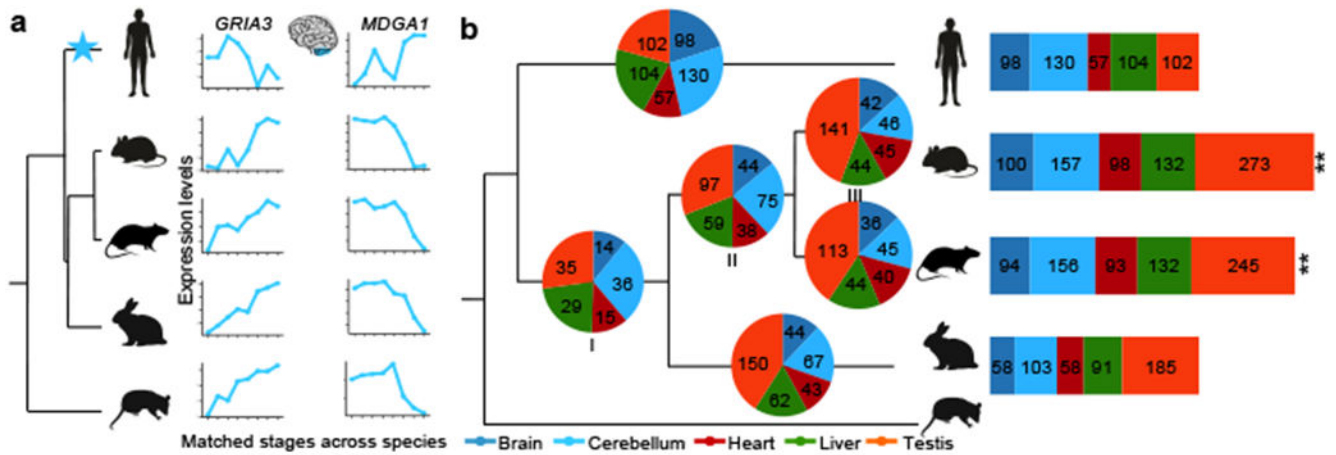 a
GRIA3
MDGA1
Expression levels
Matched stages across species
b
102 98
104 130
57
42
141 46
45
44
III
44
97 75
59 38
II
36
113 45
40
44
14
35 36
29 15
I
44
150 67
43
62
98 130 57 104 102
100 157 98 132 273 **
94 156 93 132 245 **
58 103 58 91 185
Brain Cerebellum Heart Liver Testis